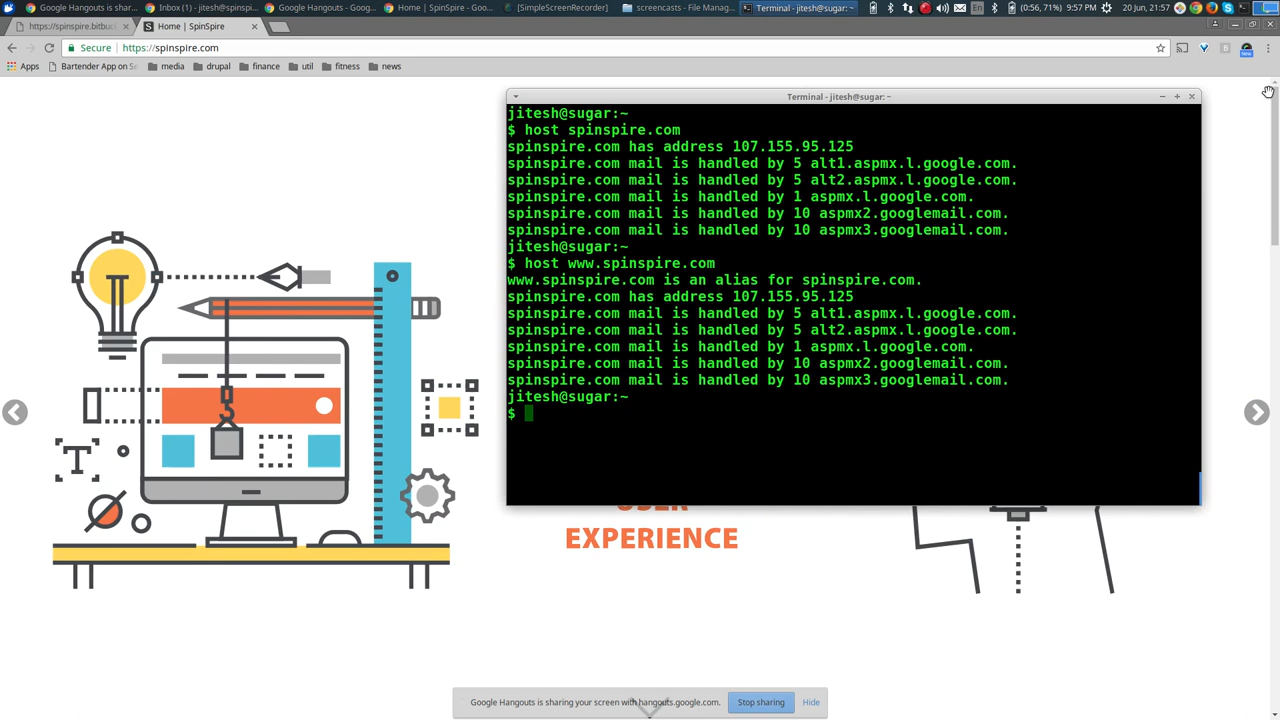 Google Hangouts is shar...
Inbox (1) - jitesh@spinspi...
Google Hangouts - Goog...
Home | SpinSpire - Goo...
[SimpleScreenRecorder]
screencasts - File Manag...
Terminal - jitesh@sugar: ~
En
(0:56, 71%)
9:57 PM
20 Jun, 21:57
https://spinspire.bitbuc
Home | SpinSpire
Secure
https://spinspire.com
Apps
Bartender App on Se
media
drupal
finance
util
fitness
news
Terminal - jitesh@sugar: ~
jitesh@sugar:~
$ host spinspire.com
spinspire.com has address 107.155.95.125
spinspire.com mail is handled by 5 alt1.aspmx.l.google.com.
spinspire.com mail is handled by 5 alt2.aspmx.l.google.com.
spinspire.com mail is handled by 1 aspmx.l.google.com.
spinspire.com mail is handled by 10 aspmx2.googlemail.com.
spinspire.com mail is handled by 10 aspmx3.googlemail.com.
jitesh@sugar:~
$ host www.spinspire.com
www.spinspire.com is an alias for spinspire.com.
spinspire.com has address 107.155.95.125
spinspire.com mail is handled by 5 alt1.aspmx.l.google.com.
spinspire.com mail is handled by 5 alt2.aspmx.l.google.com.
spinspire.com mail is handled by 1 aspmx.l.google.com.
spinspire.com mail is handled by 10 aspmx2.googlemail.com.
spinspire.com mail is handled by 10 aspmx3.googlemail.com.
jitesh@sugar:~
$
T
USER
EXPERIENCE
Google Hangouts is sharing your screen with hangouts.google.com.
Stop sharing
Hide